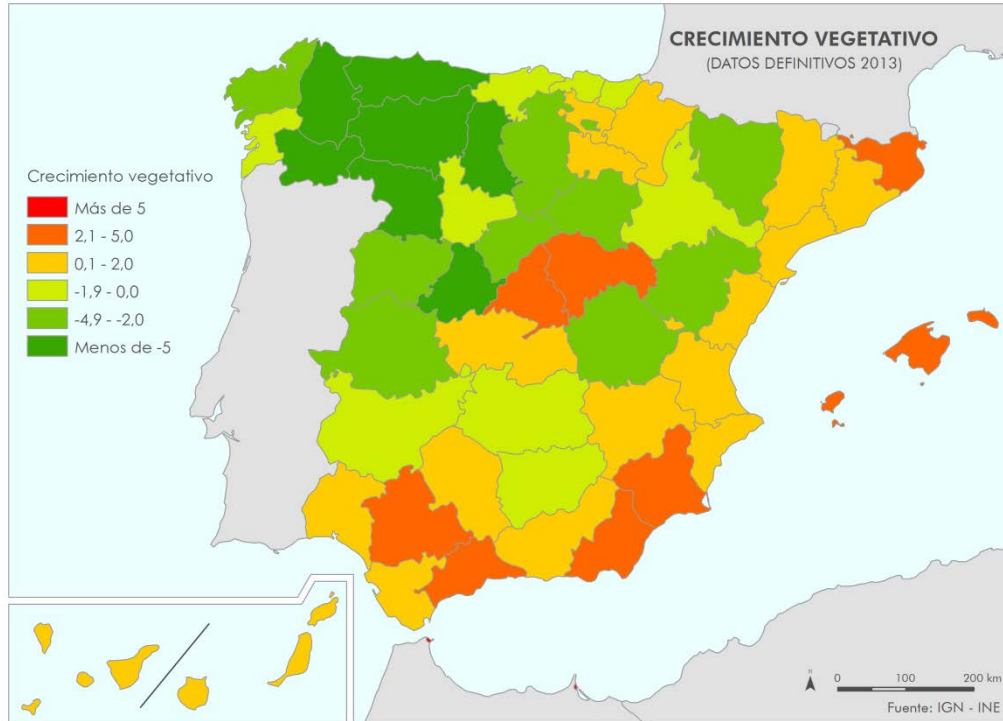 CRECIMIENTO VEGETATIVO
(DATOS DEFINITIVOS 2013)
Crecimiento vegetativo
Más de 5
2,1 - 5,0
0,1 - 2,0
-1,9 - 0,0
-4,9 - -2,0
Menos de -5
N
0 100 200 km
Fuente: IGN - INE